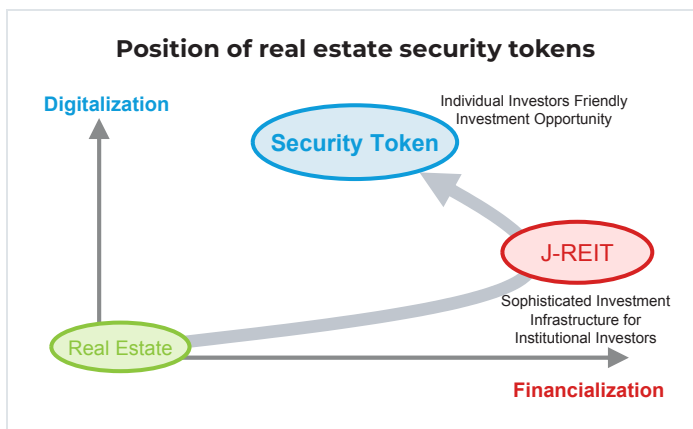 Position of real estate security tokens
Digitalization
Individual Investors Friendly
Investment Opportunity
Security Token
J-REIT
Sophisticated Investment
Infrastructure for
Institutional Investors
Real Estate
Financialization